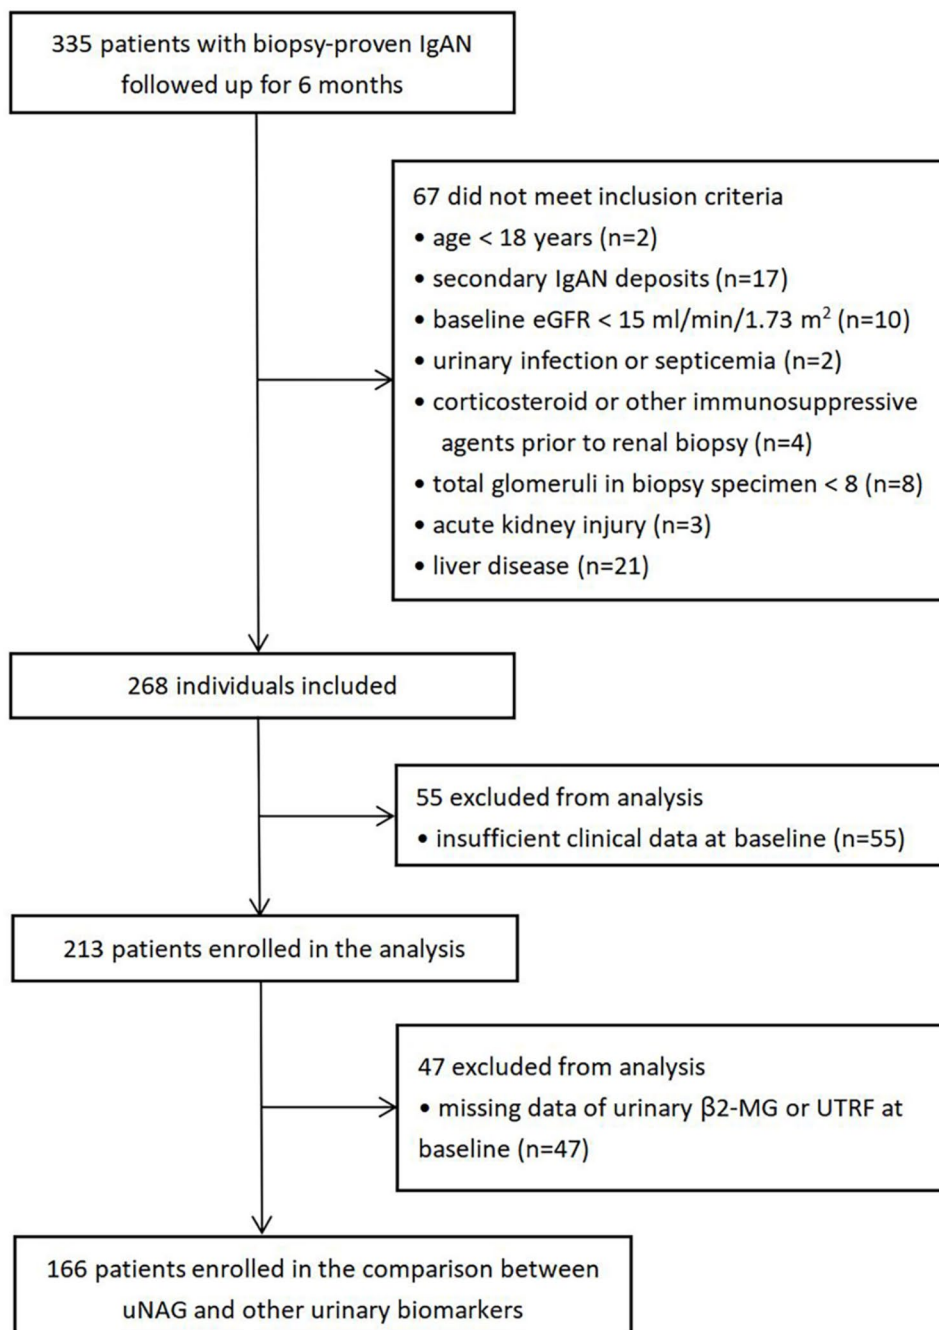 335 patients with biopsy-proven IgAN
followed up for 6 months
67 did not meet inclusion criteria
• age < 18 years (n=2)
• secondary IgAN deposits (n=17)
• baseline eGFR < 15 ml/min/1.73 m² (n=10)
• urinary infection or septicemia (n=2)
• corticosteroid or other immunosuppressive
agents prior to renal biopsy (n=4)
• total glomeruli in biopsy specimen < 8 (n=8)
• acute kidney injury (n=3)
• liver disease (n=21)
268 individuals included
55 excluded from analysis
• insufficient clinical data at baseline (n=55)
213 patients enrolled in the analysis
47 excluded from analysis
• missing data of urinary β2-MG or UTRF at
baseline (n=47)
166 patients enrolled in the comparison between
uNAG and other urinary biomarkers